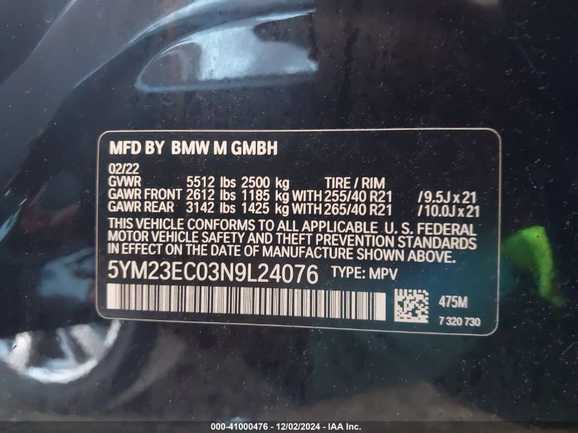 MFD BY BMW M GMBH
02/22
GVWR 5512 lbs 2500 kg TIRE / RIM
GAWR FRONT 2612 lbs 1185 kg WITH 255/40 R21 /9.5J x 21
GAWR REAR 3142 lbs 1425 kg WITH 265/40 R21 /10.0J x 21
THIS VEHICLE CONFORMS TO ALL APPLICABLE U. S. FEDERAL
MOTOR VEHICLE SAFETY AND THEFT PREVENTION STANDARDS
IN EFFECT ON THE DATE OF MANUFACTURE SHOWN ABOVE.
5YM23EC03N9L24076 TYPE: MPV
475M
7 320 730
000-41000476 - 12/02/2024 - IAA Inc.